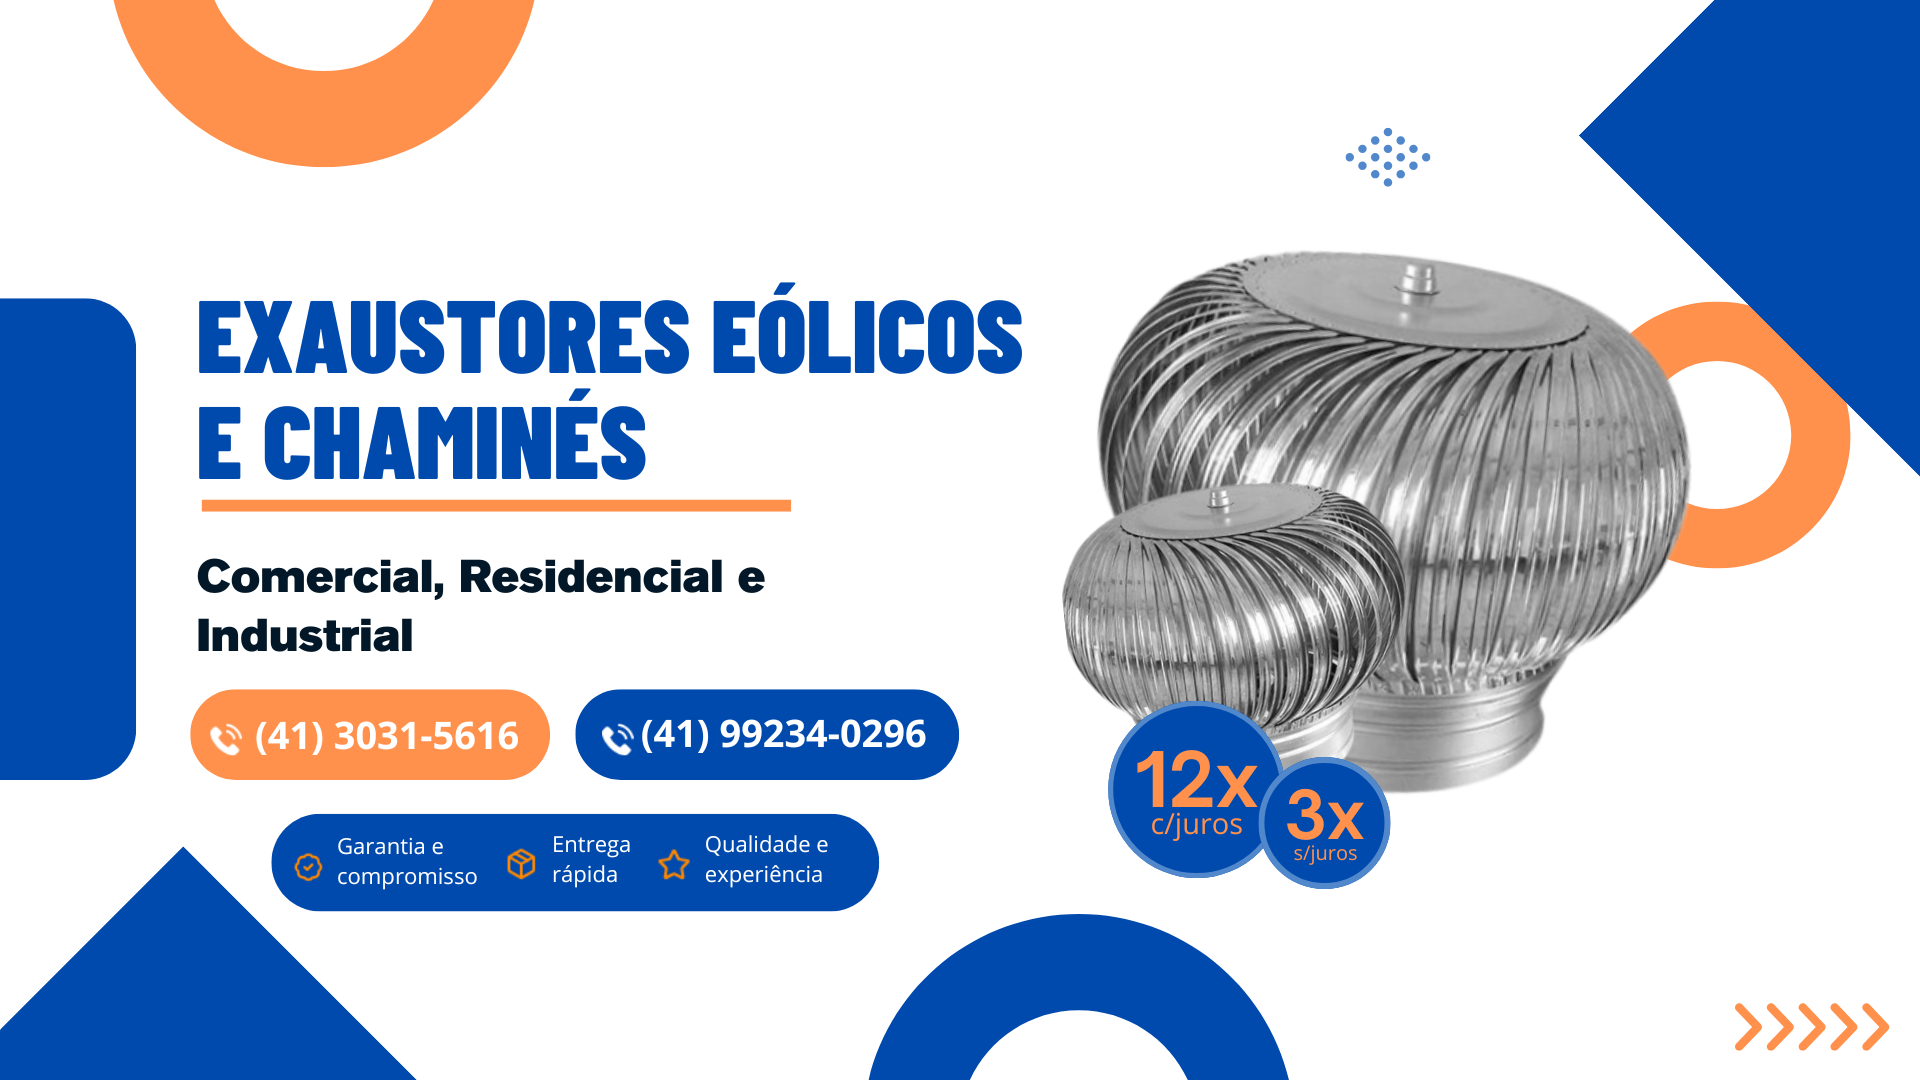 EXAUSTORES EÓLICOS
E CHAMINÉS
Comercial, Residencial e
Industrial
(41) 3031-5616
(41) 99234-0296
Garantia e
compromisso
Entrega
rápida
Qualidade e
experiência
12x
c/juros
3x
s/juros